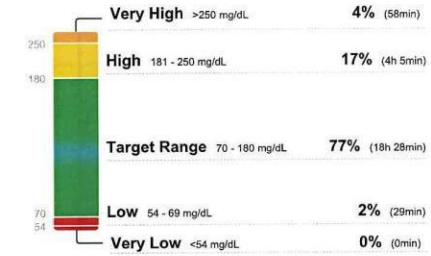 Very High >250 mg/dL 4% (58min)
250
High 181 - 250 mg/dL 17% (4h 5min)
180
Target Range 70 - 180 mg/dL 77% (18h 28min)
70
Low 54 - 69 mg/dL 2% (29min)
54
Very Low <54 mg/dL 0% (0min)